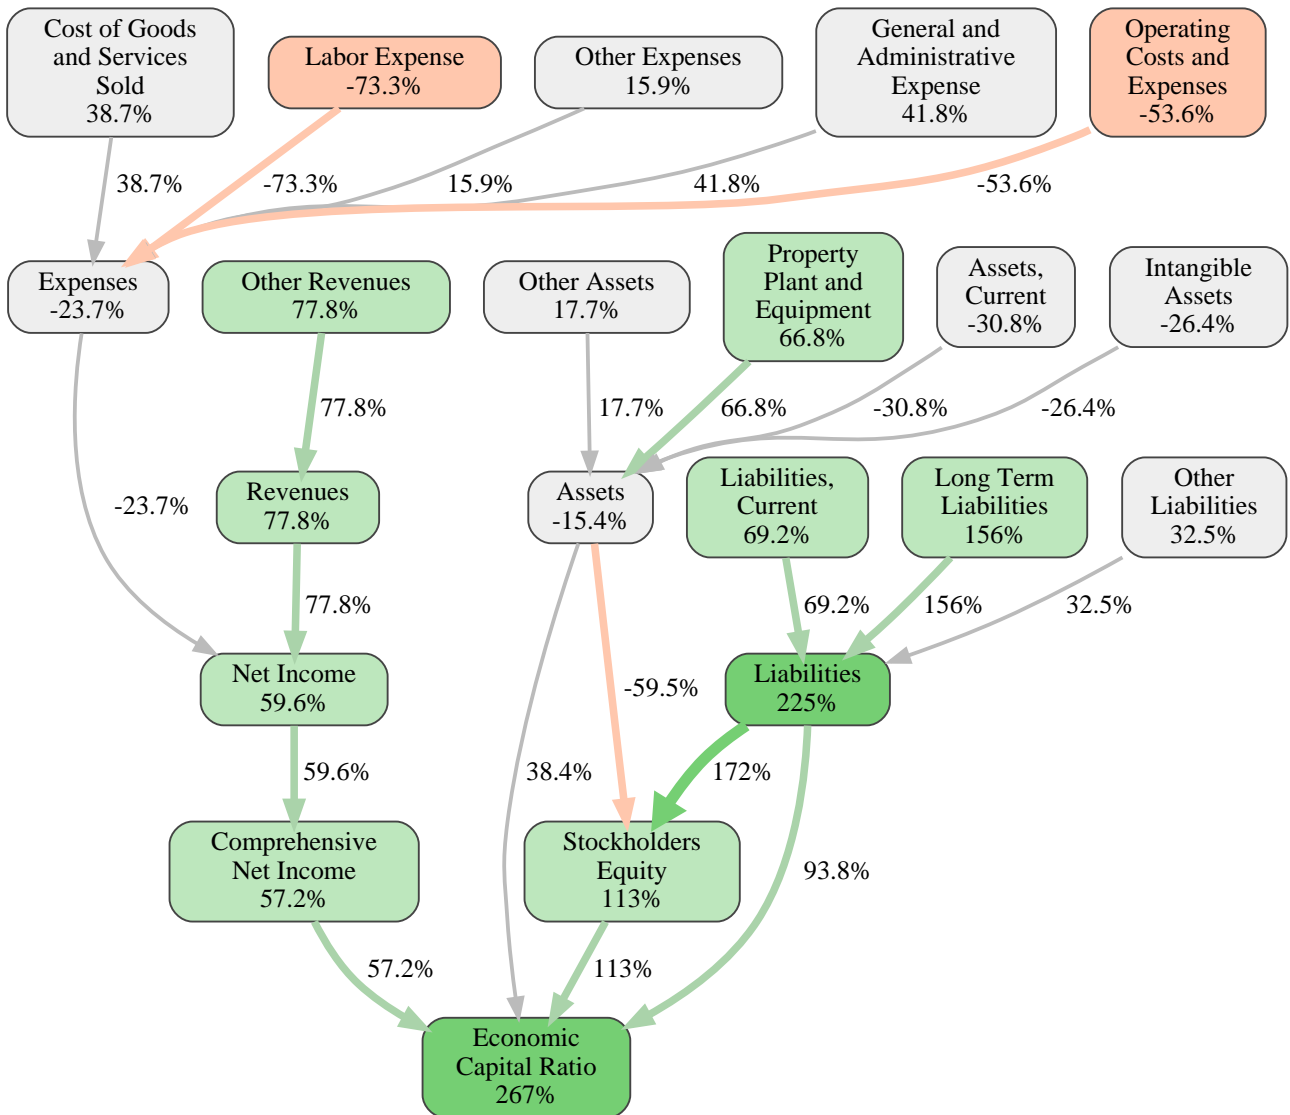 Cost of Goods
and Services
Sold
38.7%
Labor Expense
-73.3%
Other Expenses
15.9%
General and
Administrative
Expense
41.8%
Operating
Costs and
Expenses
-53.6%
38.7%
-73.3%
15.9%
41.8%
-53.6%
Expenses
-23.7%
Other Revenues
77.8%
Other Assets
17.7%
Property
Plant and
Equipment
66.8%
Assets,
Current
-30.8%
Intangible
Assets
-26.4%
77.8%
17.7%
66.8%
-30.8%
-26.4%
-23.7%
Revenues
77.8%
Assets
-15.4%
Liabilities,
Current
69.2%
Long Term
Liabilities
156%
Other
Liabilities
32.5%
77.8%
69.2%
156%
32.5%
Net Income
59.6%
-59.5%
Liabilities
225%
59.6%
38.4%
172%
Comprehensive
Net Income
57.2%
Stockholders
Equity
113%
93.8%
57.2%
113%
Economic
Capital Ratio
267%